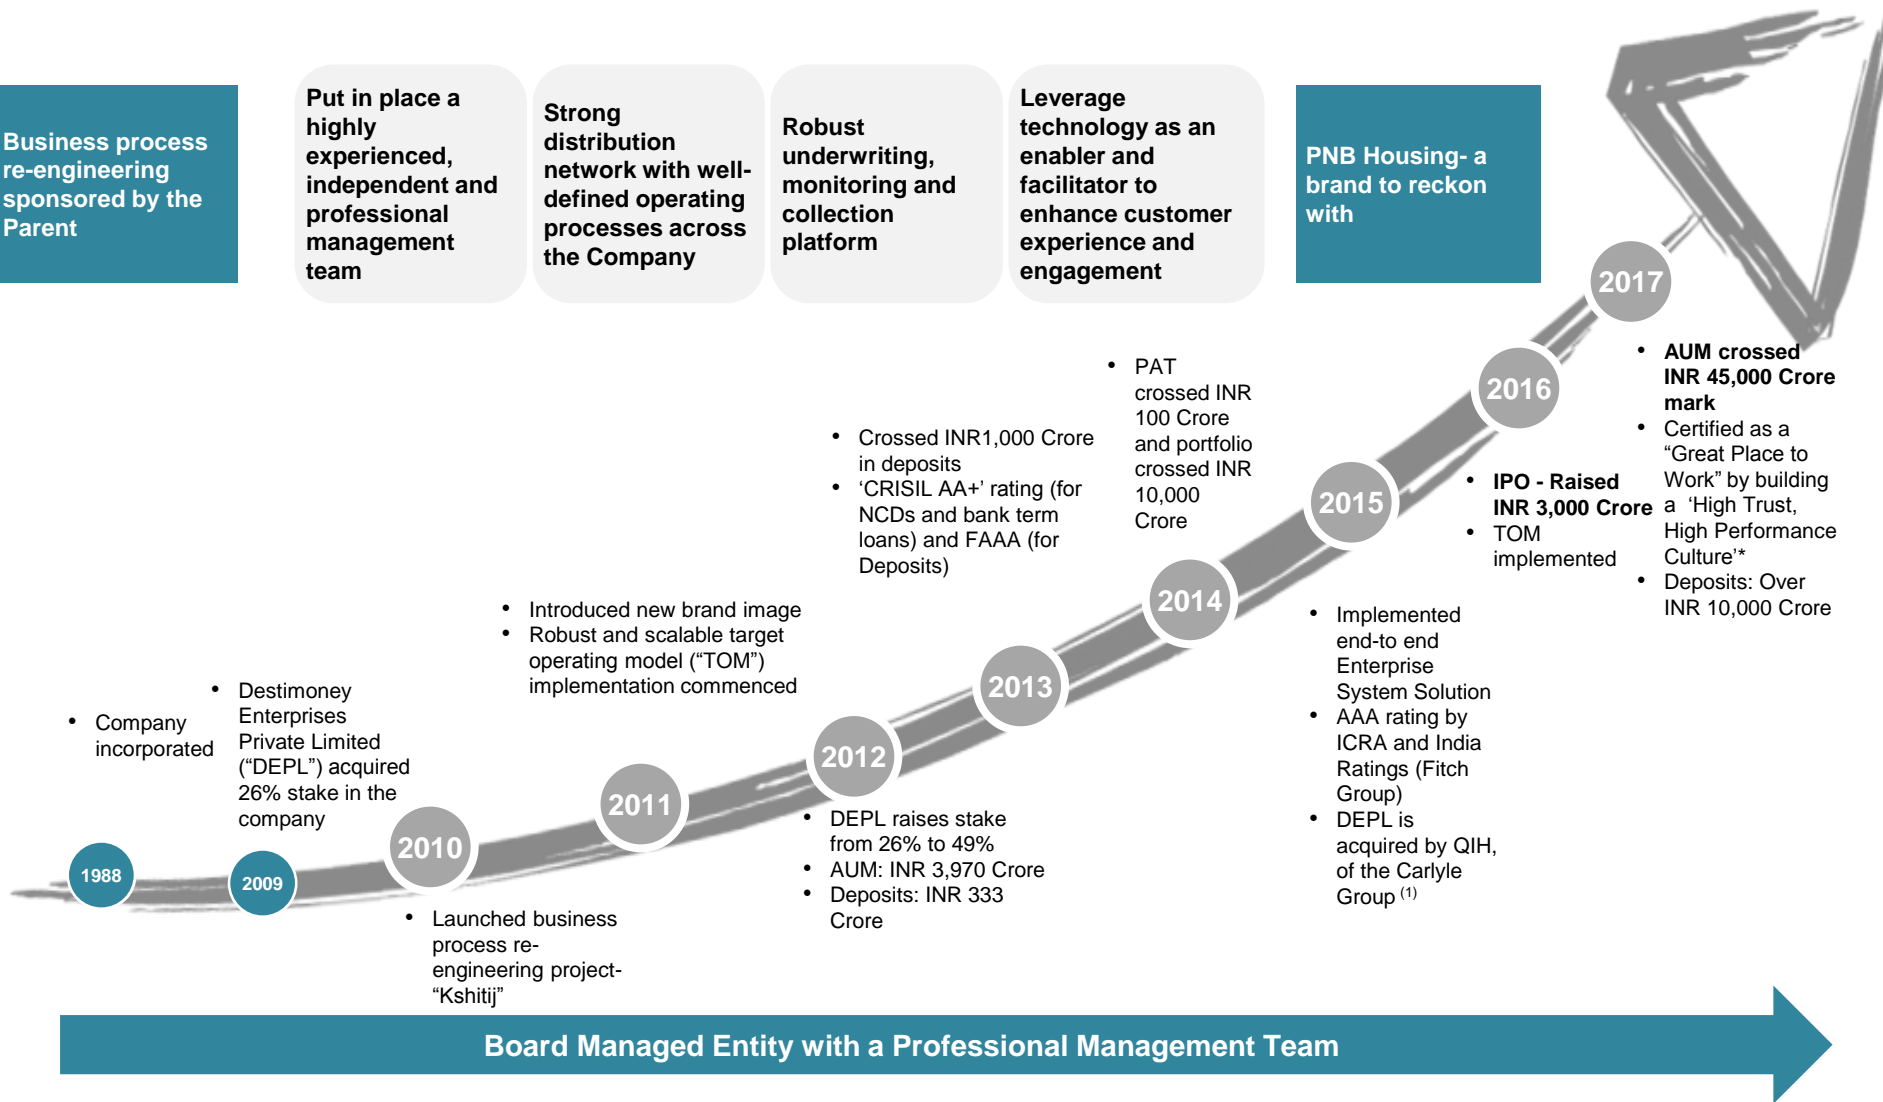 Business process
re-engineering
sponsored by the
Parent
Put in place a
highly
experienced,
independent and
professional
management
team
Strong
distribution
network with well-
defined operating
processes across
the Company
Robust
underwriting,
monitoring and
collection
platform
Leverage
technology as an
enabler and
facilitator to
enhance customer
experience and
engagement
PNB Housing- a
brand to reckon
with
1988
• Company
incorporated
2009
• Destimoney
Enterprises
Private Limited
(“DEPL”) acquired
26% stake in the
company
2010
• Launched business
process re-
engineering project-
“Kshitij”
2011
• Introduced new brand image
• Robust and scalable target
operating model (“TOM”)
implementation commenced
2012
• DEPL raises stake
from 26% to 49%
• AUM: INR 3,970 Crore
• Deposits: INR 333
Crore
2013
• Crossed INR1,000 Crore
in deposits
• ‘CRISIL AA+’ rating (for
NCDs and bank term
loans) and FAAA (for
Deposits)
2014
• PAT
crossed INR
100 Crore
and portfolio
crossed INR
10,000
Crore
2015
• Implemented
end-to end
Enterprise
System Solution
• AAA rating by
ICRA and India
Ratings (Fitch
Group)
• DEPL is
acquired by QIH,
of the Carlyle
Group (1)
2016
• IPO - Raised
INR 3,000 Crore
• TOM
implemented
2017
• AUM crossed
INR 45,000 Crore
mark
• Certified as a
“Great Place to
Work” by building
a ‘High Trust,
High Performance
Culture’*
• Deposits: Over
INR 10,000 Crore
Board Managed Entity with a Professional Management Team